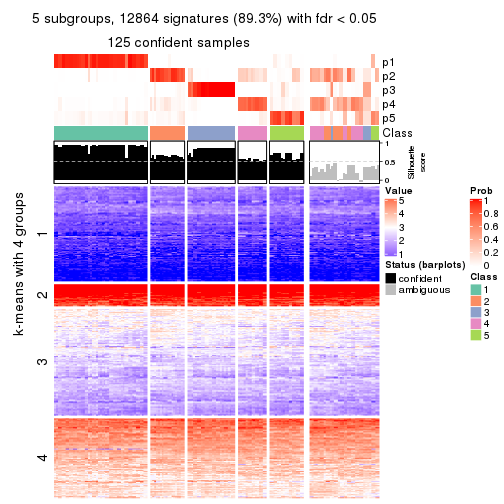 5 subgroups, 12864 signatures (89.3%) with fdr < 0.05
125 confident samples
p1
p2
p3
p4
p5
Class
1
0.5
0
Silhouette
score
k-means with 4 groups
1
2
3
4
Value
5
4
3
2
1
Status (barplots)
confident
ambiguous
Prob
1
0.8
0.6
0.4
0.2
0
Class
1
2
3
4
5